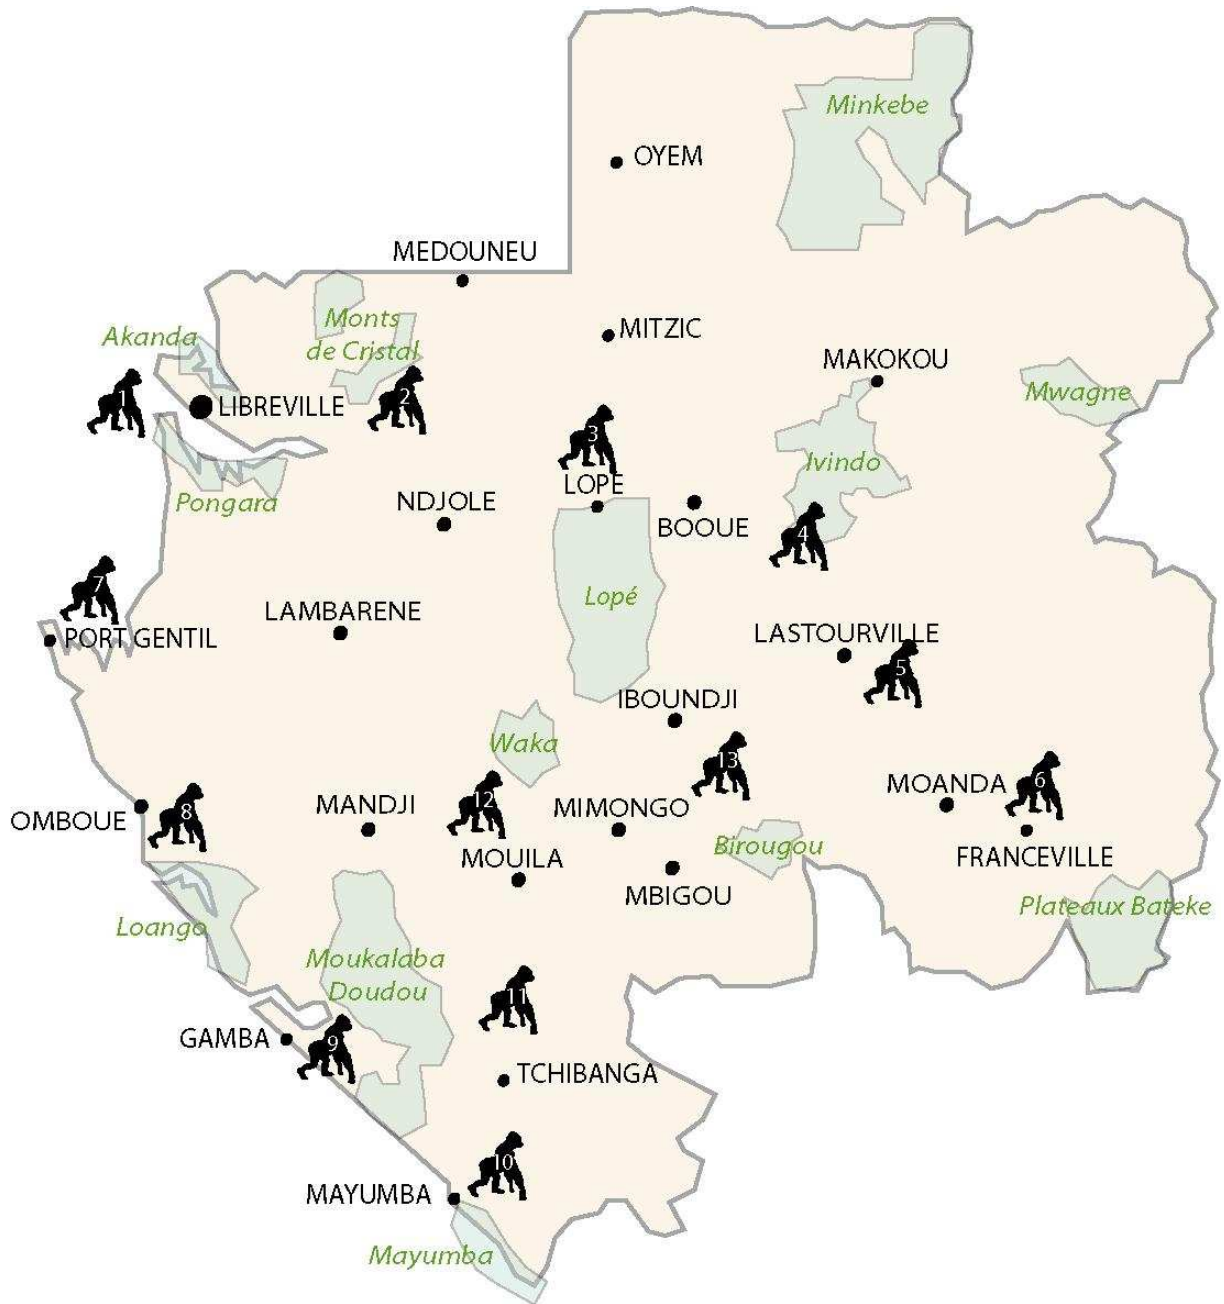 Minkebe
OYEM
MEDOUNEU
Monts
de Cristal
Akanda
MITZIC
MAKOKOU
Mwagne
1
LIBREVILLE
2
3
LOPE
Ivindo
Pongara
NDJOLE
BOOUE
4
7
PORT GENTIL
LAMBARENE
Lopé
LASTOURVILLE
5
IBOUNDJI
Waka
13
MOANDA
6
OMBOUE
8
MANDJI
12
MIMONGO
Birougou
FRANCEVILLE
MOUILA
MBIGOU
Plateaux Bateke
Loango
Moukalaba
Doudou
11
GAMBA
9
TCHIBANGA
10
MAYUMBA
Mayumba